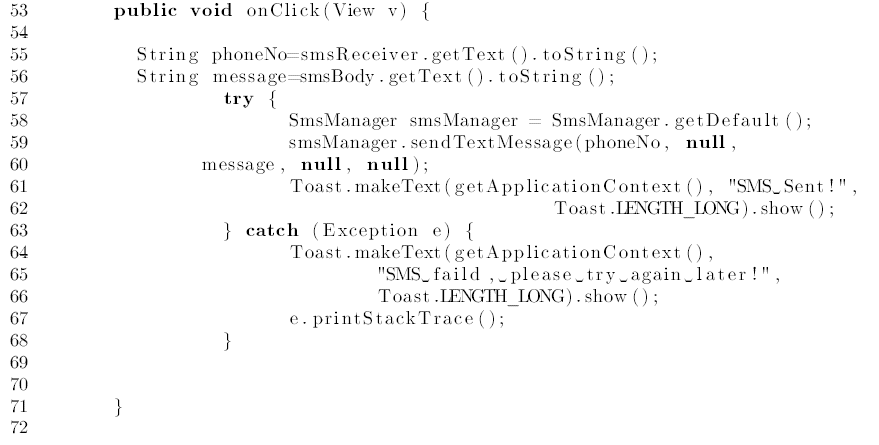 53 public void onClick(View v) {
54
55 String phoneNo=smsReceiver.getText().toString();
56 String message=smsBody.getText().toString();
57 try {
58 SmsManager smsManager = SmsManager.getDefault();
59 smsManager.sendTextMessage(phoneNo, null,
60 message, null, null);
61 Toast.makeText(getApplicationContext(), "SMS␣Sent!",
62 Toast.LENGTH_LONG).show();
63 } catch (Exception e) {
64 Toast.makeText(getApplicationContext(),
65 "SMS␣faild,␣please␣try␣again␣later!",
66 Toast.LENGTH_LONG).show();
67 e.printStackTrace();
68 }
69
70
71 }
72